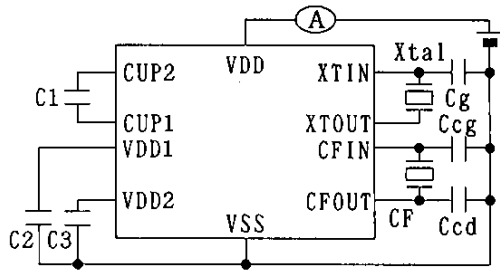 A
Xtal
CUP2 VDD XTIN
C1 Cg
CUP1 XTOUT Ccg
VDD1 CFIN
VDD2 CFOUT CF
C2 C3 VSS Ccd